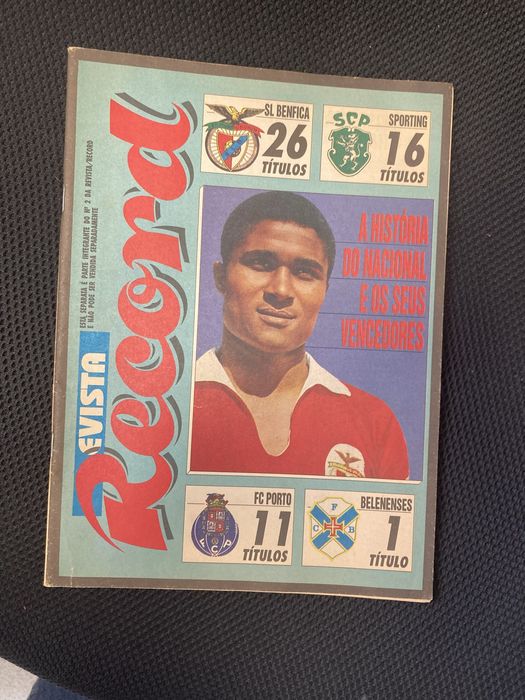 REVISTA
Record
ESTA SEPARATA É PARTE INTEGRANTE DO Nº 2 DA REVISTA/RECORD
E NÃO PODE SER VENDIDA SEPARADAMENTE
SL BENFICA
26
TÍTULOS
SCP
SPORTING
16
TÍTULOS
A HISTÓRIA
DO NACIONAL
E OS SEUS
VENCEDORES
FC PORTO
11
TÍTULOS
FCP
BELENENSES
1
TÍTULO
CFB